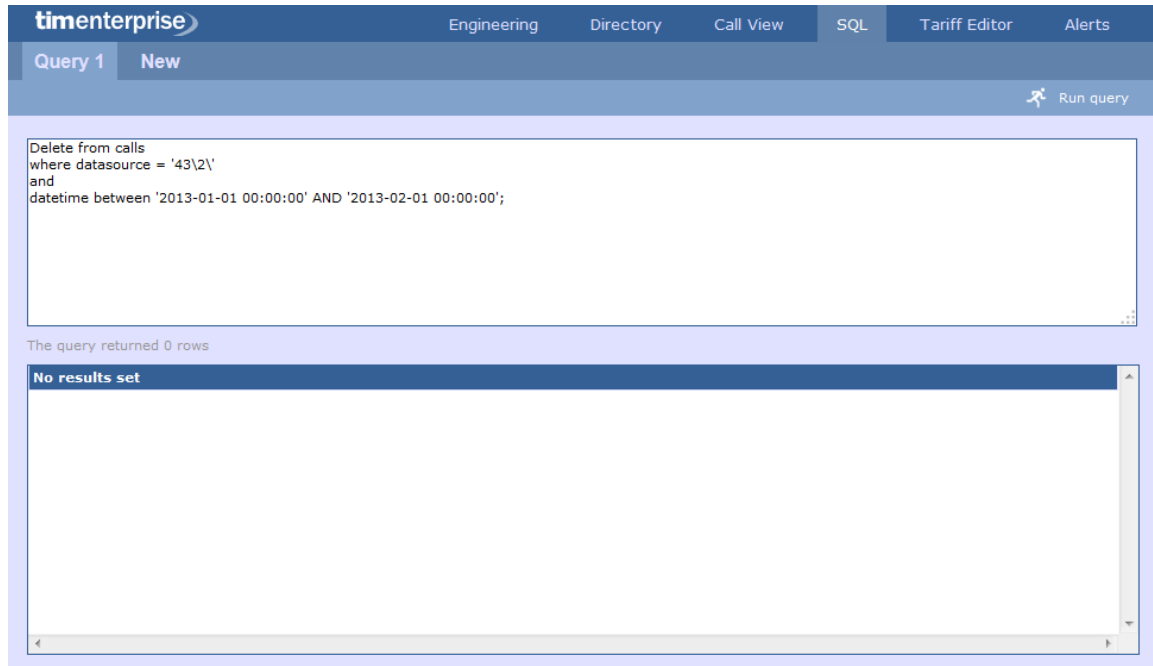 timenterprise Engineering Directory Call View SQL Tariff Editor Alerts
Query 1 New
Run query
Delete from calls
where datasource = '43\2\'
and
datetime between '2013-01-01 00:00:00' AND '2013-02-01 00:00:00';
The query returned 0 rows
No results set